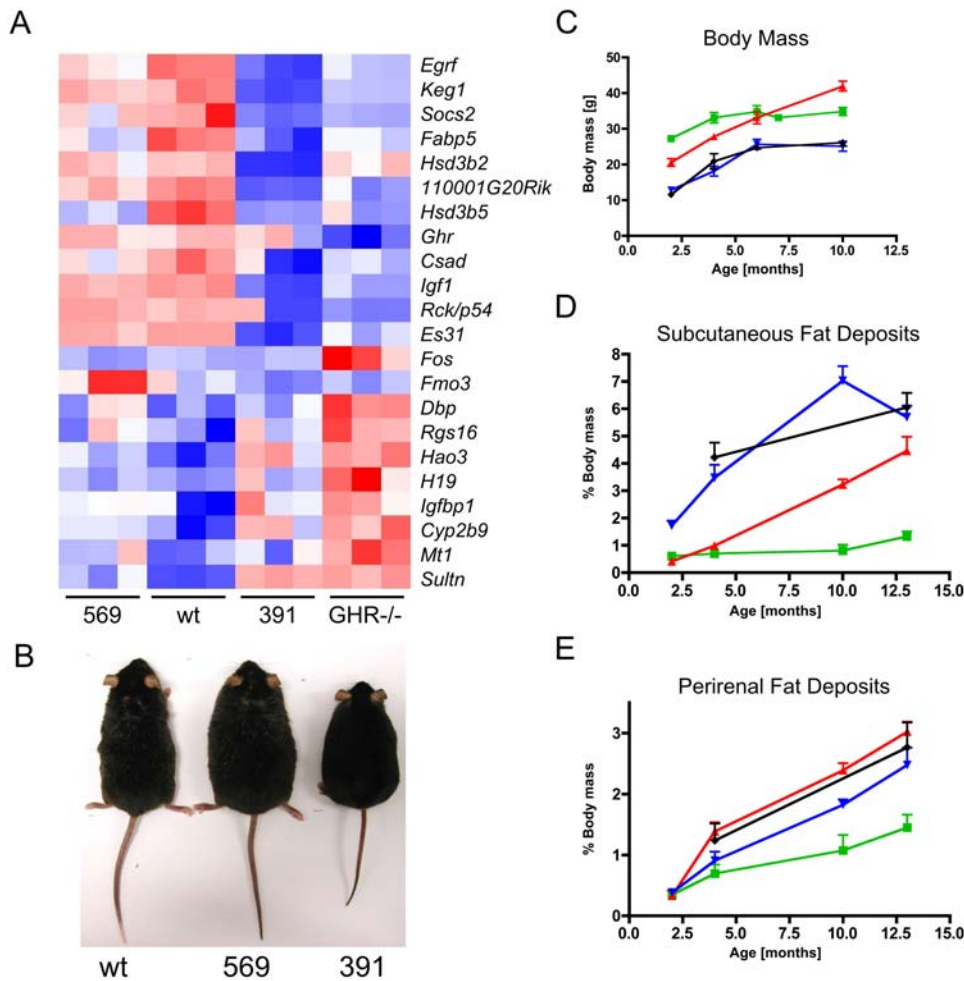 A
Egrf
Keg1
Socs2
Fabp5
Hsd3b2
110001G20Rik
Hsd3b5
Ghr
Csad
Igf1
Rck/p54
Es31
Fos
Fmo3
Dbp
Rgs16
Hao3
H19
Igfbp1
Cyp2b9
Mt1
Sultn
569 wt 391 GHR-/-
B
wt 569 391
C
Body Mass
Body mass [g]
50
40
30
20
10
0
0.0 2.5 5.0 7.5 10.0 12.5
Age [months]
D
Subcutaneous Fat Deposits
% Body mass
8
7
6
5
4
3
2
1
0
0.0 2.5 5.0 7.5 10.0 12.5 15.0
Age [months]
E
Perirenal Fat Deposits
% Body mass
3
2
1
0
0.0 2.5 5.0 7.5 10.0 12.5 15.0
Age [months]